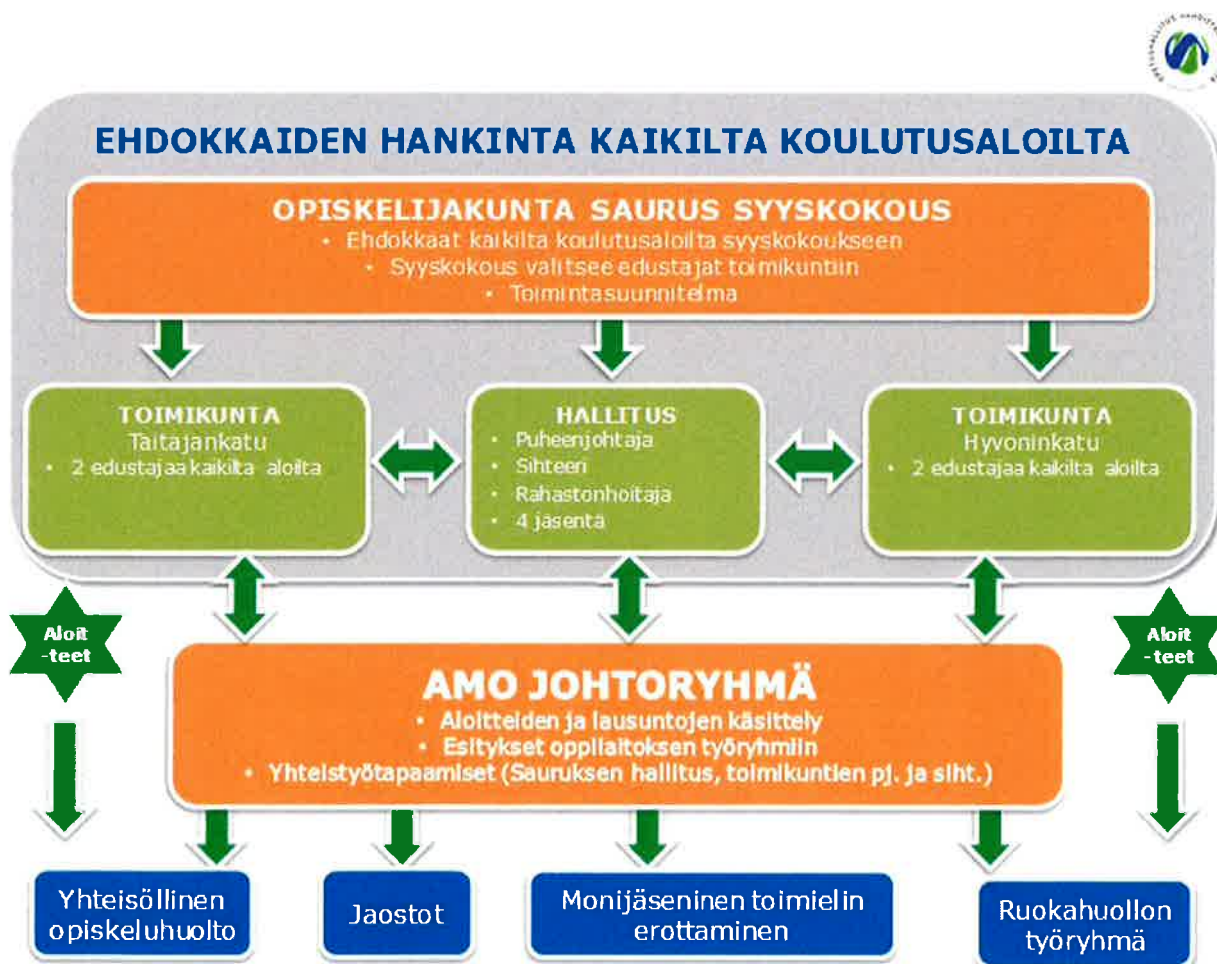 EHDOKKAIDEN HANKINTA KAIKILTA KOULUTUSALOILTA
OPISKELIJAKUNTA SAURUS SYYSKOKOUS
• Ehdokkaat kaikilta koulutusaloilta syyskokoukseen
• Syyskokous valitsee edustajat toimikuntiin
• Toimintasuunnitelma
TOIMIKUNTA
Taitajankatu
• 2 edustajaa kaikilta aloilta
HALLITUS
• Puheenjohtaja
• Sihteeri
• Rahastonhoitaja
• 4 jäsentä
TOIMIKUNTA
Hyvoninkatu
• 2 edustajaa kaikilta aloilta
Aloit
-teet
Aloit
-teet
AMO JOHTORYHMÄ
• Aloitteiden ja lausuntojen käsittely
• Esitykset oppilaitoksen työryhmiin
• Yhteistyötapaamiset (Sauruksen hallitus, toimikuntien pj. ja siht.)
Yhteisöllinen
opiskeluhuolto
Jaostot
Monijäseninen toimielin
erottaminen
Ruokahuollon
työryhmä